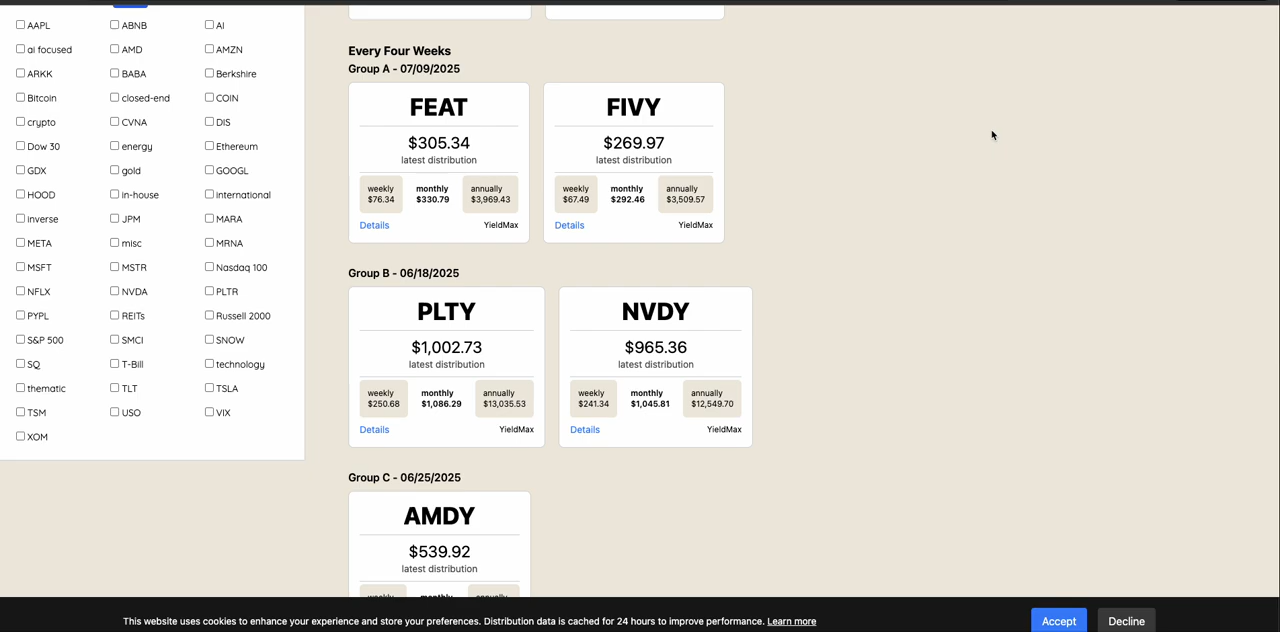 AAPL ABNB AI
ai focused AMD AMZN
ARKK BABA Berkshire
Bitcoin closed-end COIN
crypto CVNA DIS
Dow 30 energy Ethereum
GDX gold GOOGL
HOOD in-house international
inverse JPM MARA
META misc MRNA
MSFT MSTR Nasdaq 100
NFLX NVDA PLTR
PYPL REITs Russell 2000
S&P 500 SMCI SNOW
SQ T-Bill technology
thematic TLT TSLA
TSM USO VIX
XOM
Every Four Weeks
Group A - 07/09/2025
FEAT
$305.34
latest distribution
weekly monthly annually
$76.34 $330.79 $3,969.43
Details YieldMax
FIVY
$269.97
latest distribution
weekly monthly annually
$67.49 $292.46 $3,509.57
Details YieldMax
Group B - 06/18/2025
PLTY
$1,002.73
latest distribution
weekly monthly annually
$250.68 $1,086.29 $13,035.53
Details YieldMax
NVDY
$965.36
latest distribution
weekly monthly annually
$241.34 $1,045.81 $12,549.70
Details YieldMax
Group C - 06/25/2025
AMDY
$539.92
latest distribution
weekly monthly annually
This website uses cookies to enhance your experience and store your preferences. Distribution data is cached for 24 hours to improve performance. Learn more
Accept Decline